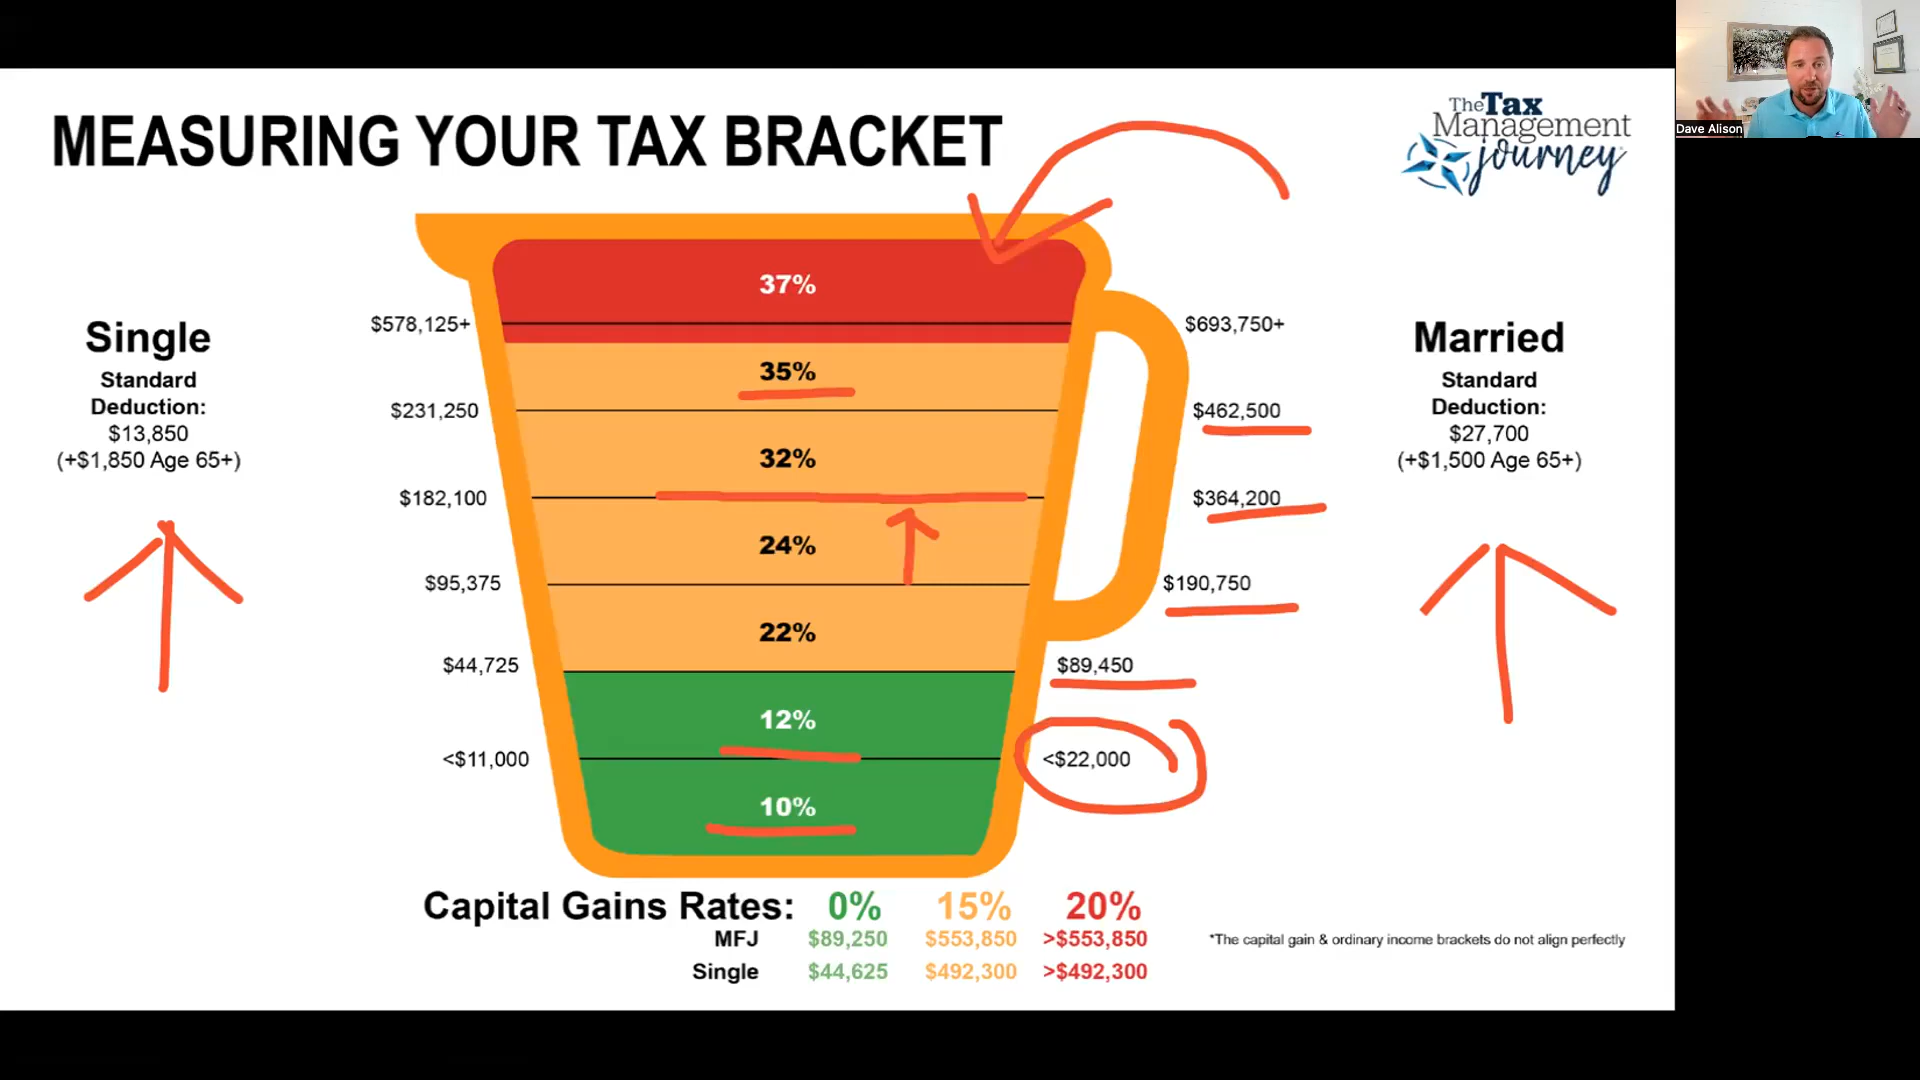 MEASURING YOUR TAX BRACKET
The Tax
Management
journey
Dave Alison
37%
$578,125+
$693,750+
Single
Standard
Deduction:
$13,850
(+$1,850 Age 65+)
Married
Standard
Deduction:
$27,700
(+$1,500 Age 65+)
35%
$231,250
$462,500
32%
$182,100
$364,200
24%
$95,375
$190,750
22%
$44,725
$89,450
12%
<$11,000
<$22,000
10%
Capital Gains Rates: 0% 15% 20%
MFJ $89,250 $553,850 >$553,850
Single $44,625 $492,300 >$492,300
*The capital gain & ordinary income brackets do not align perfectly